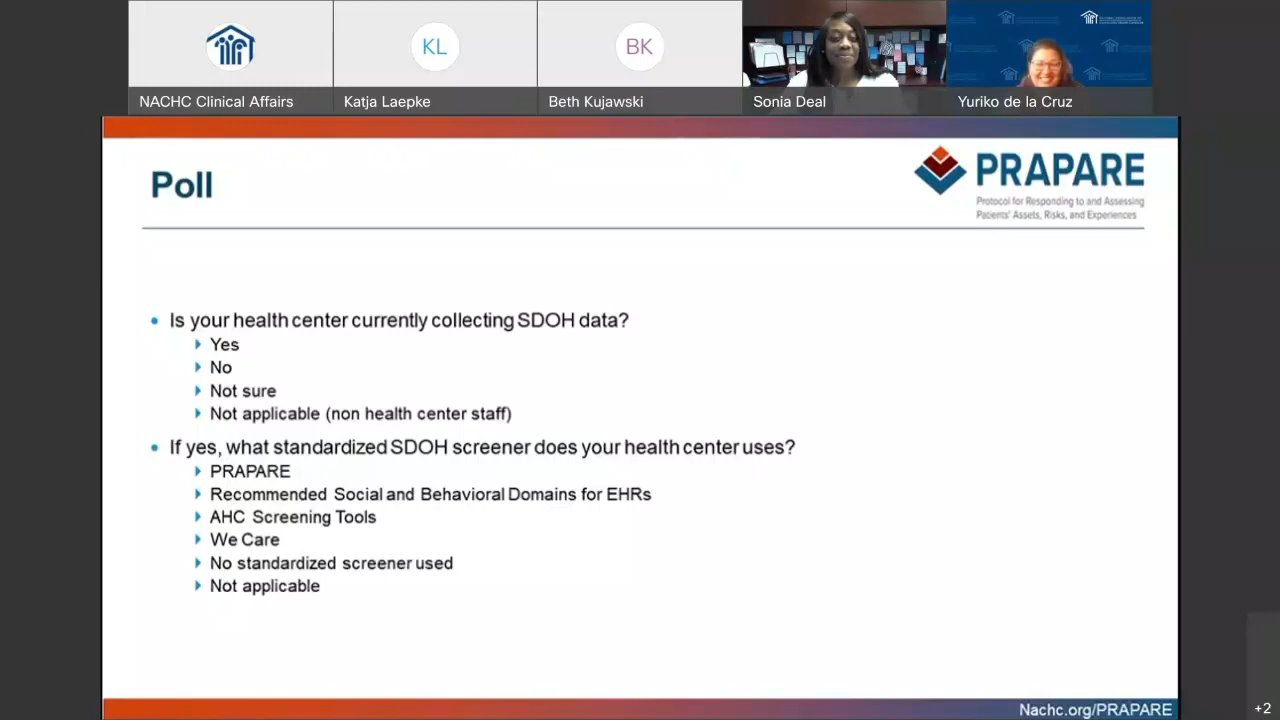 KL
BK
NACHC Clinical Affairs
Katja Laepke
Beth Kujawski
Sonia Deal
Yuriko de la Cruz
Poll
PRAPARE
Protocol for Responding to and Assessing
Patients' Assets, Risks, and Experiences
Is your health center currently collecting SDOH data?
Yes
No
Not sure
Not applicable (non health center staff)
If yes, what standardized SDOH screener does your health center uses?
PRAPARE
Recommended Social and Behavioral Domains for EHRs
AHC Screening Tools
We Care
No standardized screener used
Not applicable
Nachc.org/PRAPARE
+2